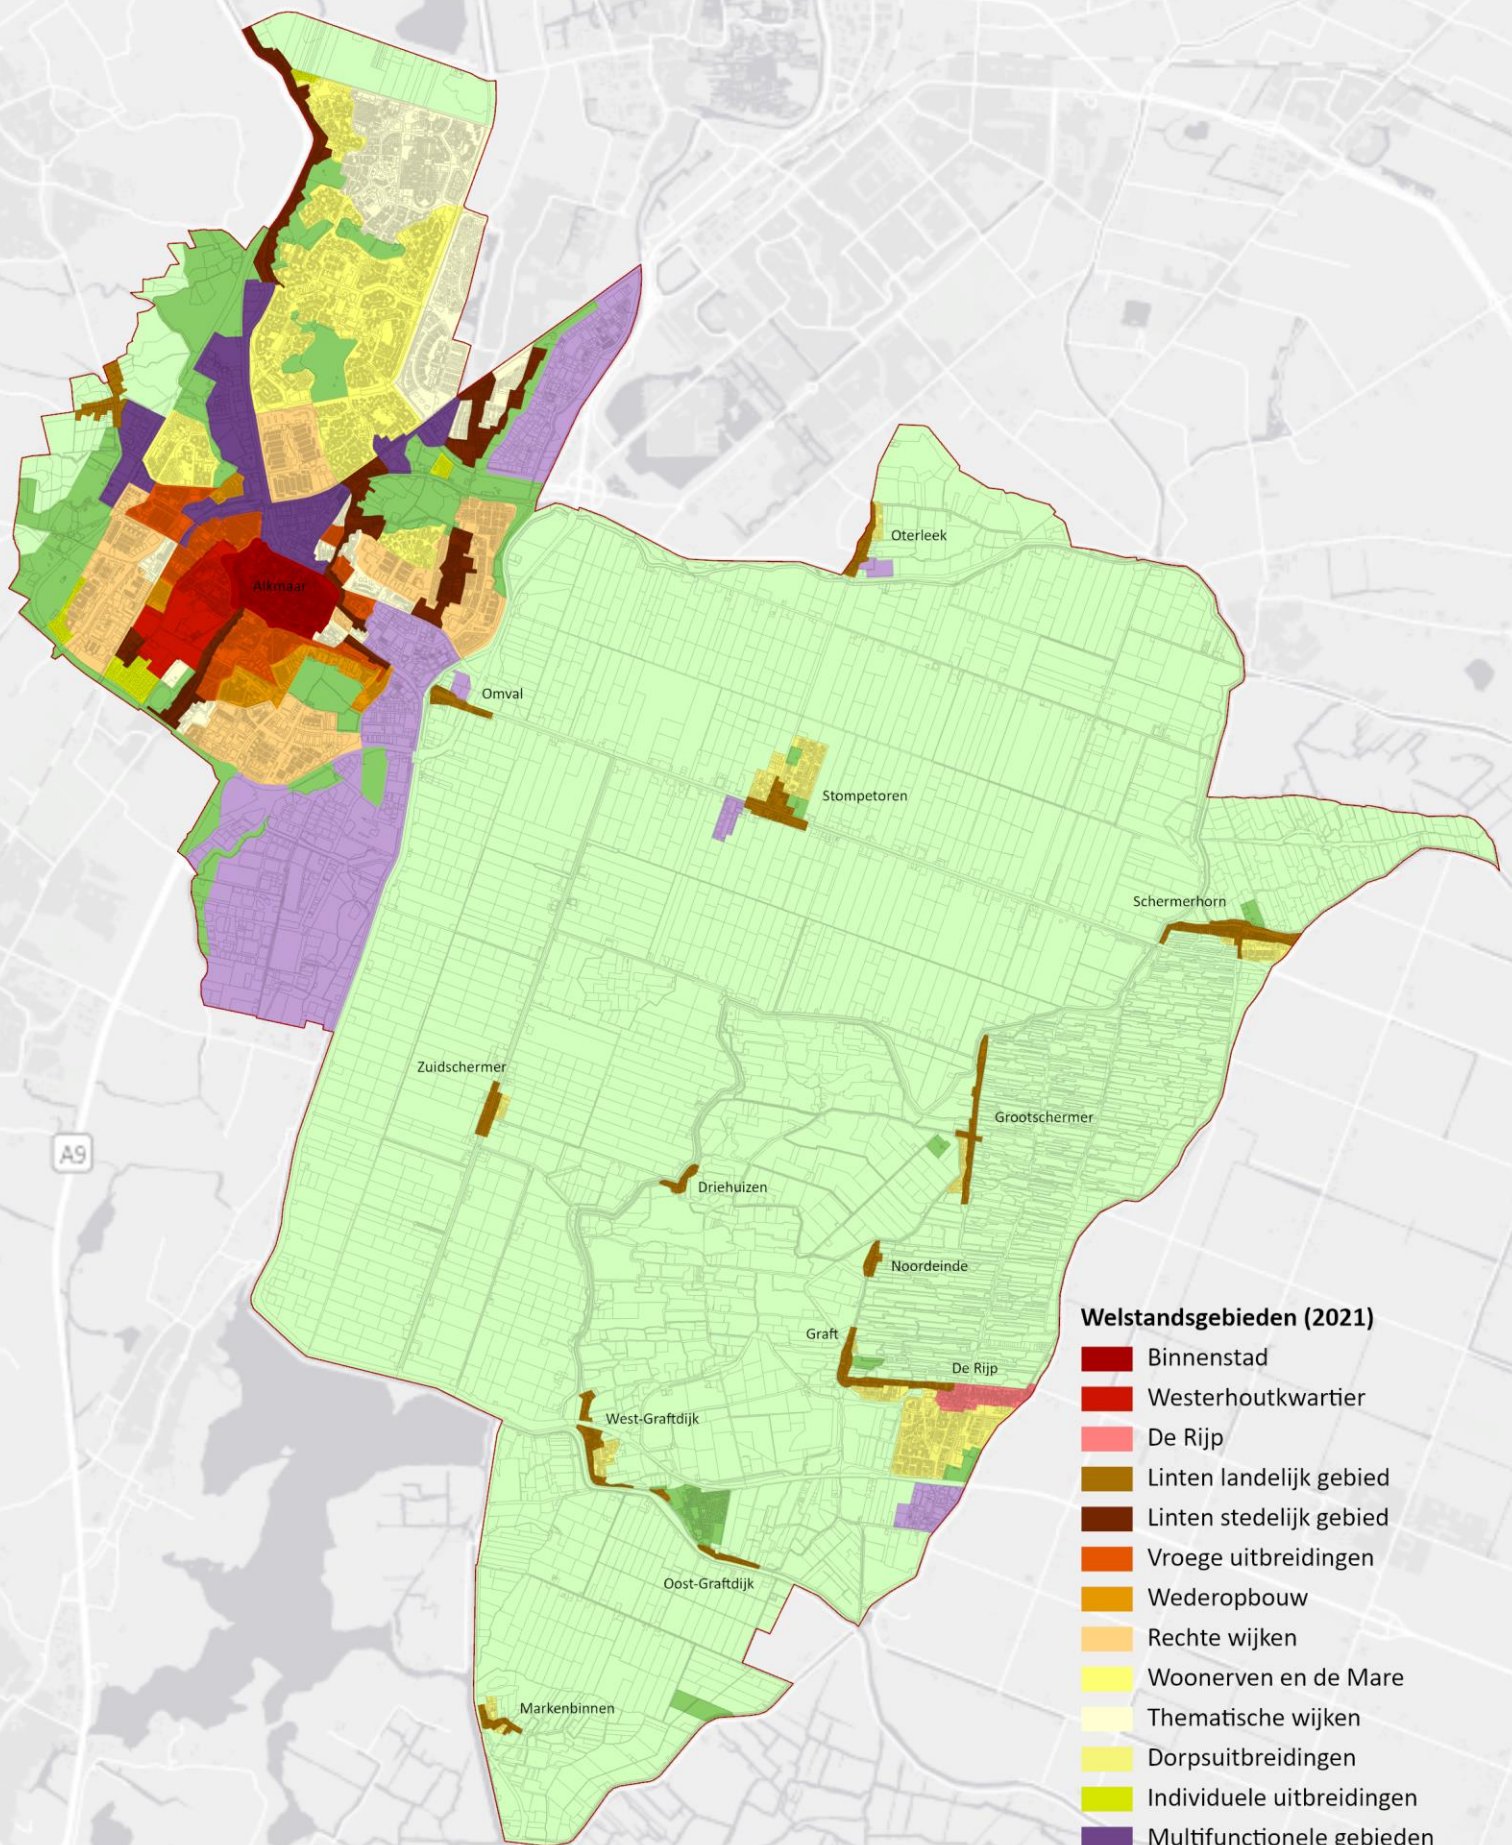 Alkmaar
Oterleek
Omval
Stompetoren
Schermerhorn
Zuidschermer
Grootschermer
A9
Driehuizen
Noordeinde
Graft
De Rijp
West-Graftdijk
Oost-Graftdijk
Markenbinnen
Welstandsgebieden (2021)
Binnenstad
Westerhoutkwartier
De Rijp
Linten landelijk gebied
Linten stedelijk gebied
Vroege uitbreidingen
Wederopbouw
Rechte wijken
Woonerven en de Mare
Thematische wijken
Dorpsuitbreidingen
Individuele uitbreidingen
Multifunctionele gebieden